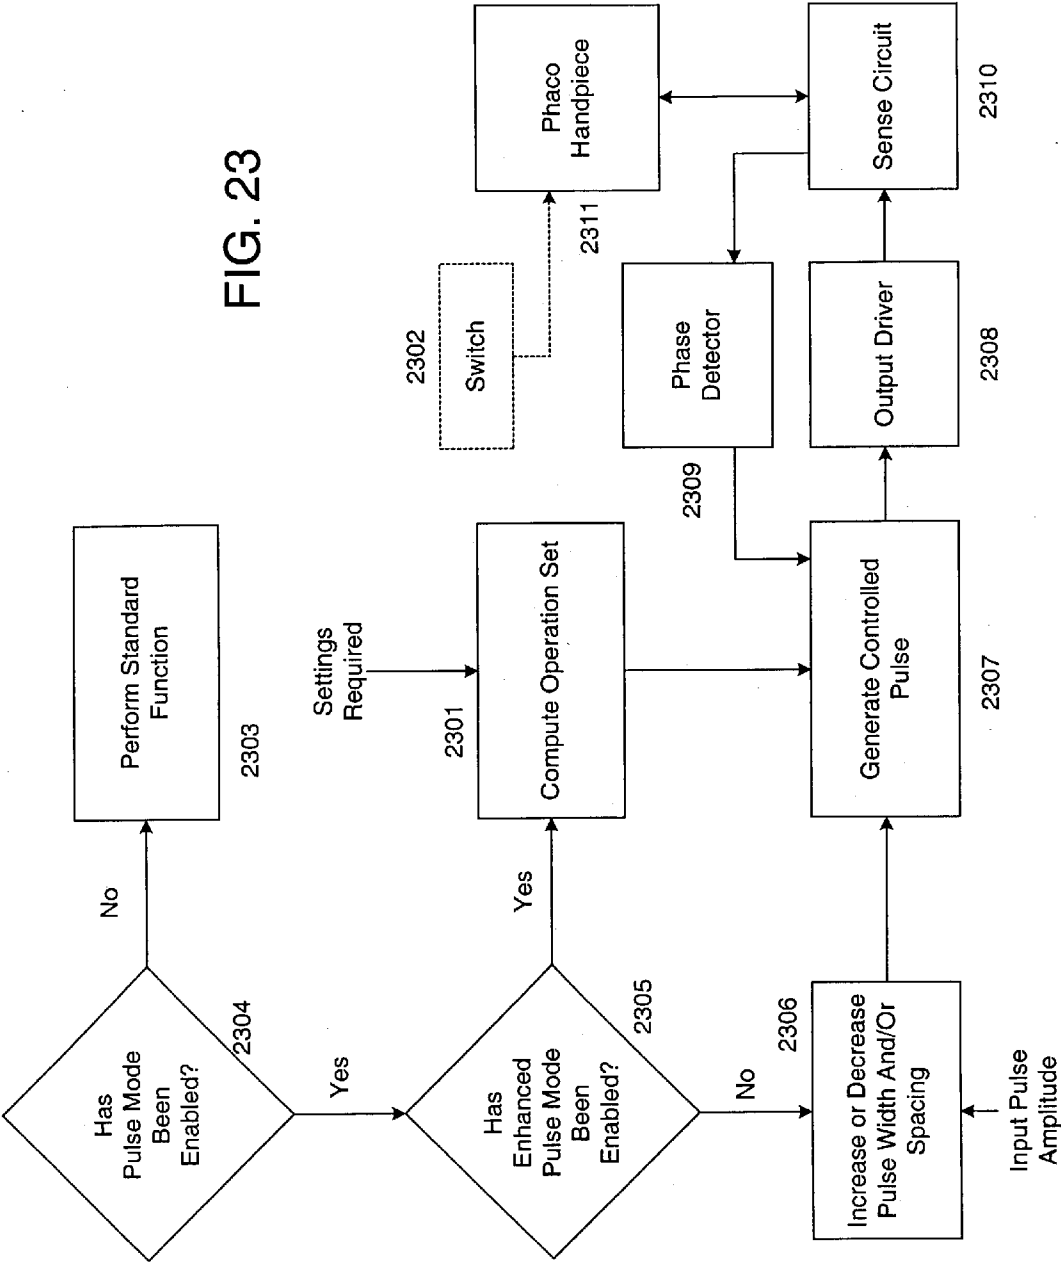 FIG. 23
Has
Pulse Mode
Been
Enabled?
2304
No
Perform Standard
Function
2303
Yes
Has
Enhanced
Pulse Mode
Been
Enabled?
2305
Yes
Settings
Required
2301
Compute Operation Set
2302
Switch
Phaco
Handpiece
2311
No
2306
Increase or Decrease
Pulse Width And/Or
Spacing
Input Pulse
Amplitude
Generate Controlled
Pulse
2307
2309
Phase
Detector
Output Driver
2308
Sense Circuit
2310